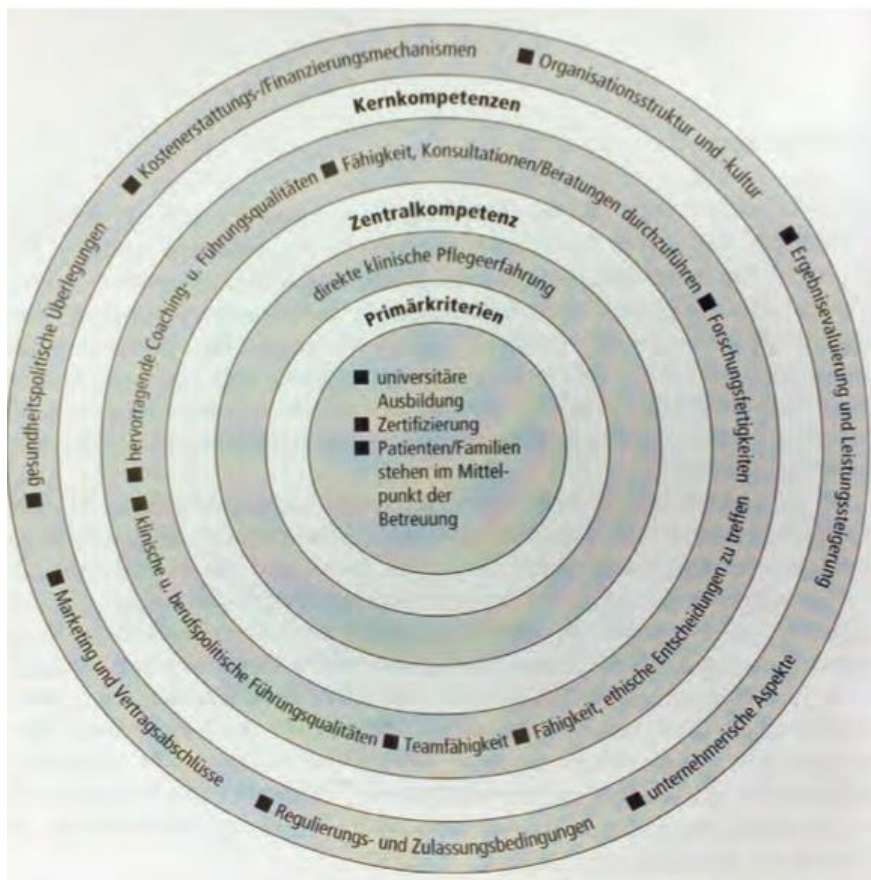 ■ Kostenerstattungs-/Finanzierungsmechanismen
■ Organisationsstruktur und -kultur
■ Ergebnisevaluierung und Leistungssteigerung
■ unternehmerische Aspekte
■ Regulierungs- und Zulassungsbedingungen
■ Marketing und Vertragsabschlüsse
■ gesundheitspolitische Überlegungen
Kernkompetenzen
■ Fähigkeit, Konsultationen/Beratungen durchzuführen
■ Forschungsfertigkeiten
■ Fähigkeit, ethische Entscheidungen zu treffen
■ Teamfähigkeit
■ klinische u. berufspolitische Führungsqualitäten
■ hervorragende Coaching- u. Führungsqualitäten
Zentralkompetenz
direkte klinische Pflegeerfahrung
Primärkriterien
■ universitäre
Ausbildung
■ Zertifizierung
■ Patienten/Familien
stehen im Mittel-
punkt der
Betreuung